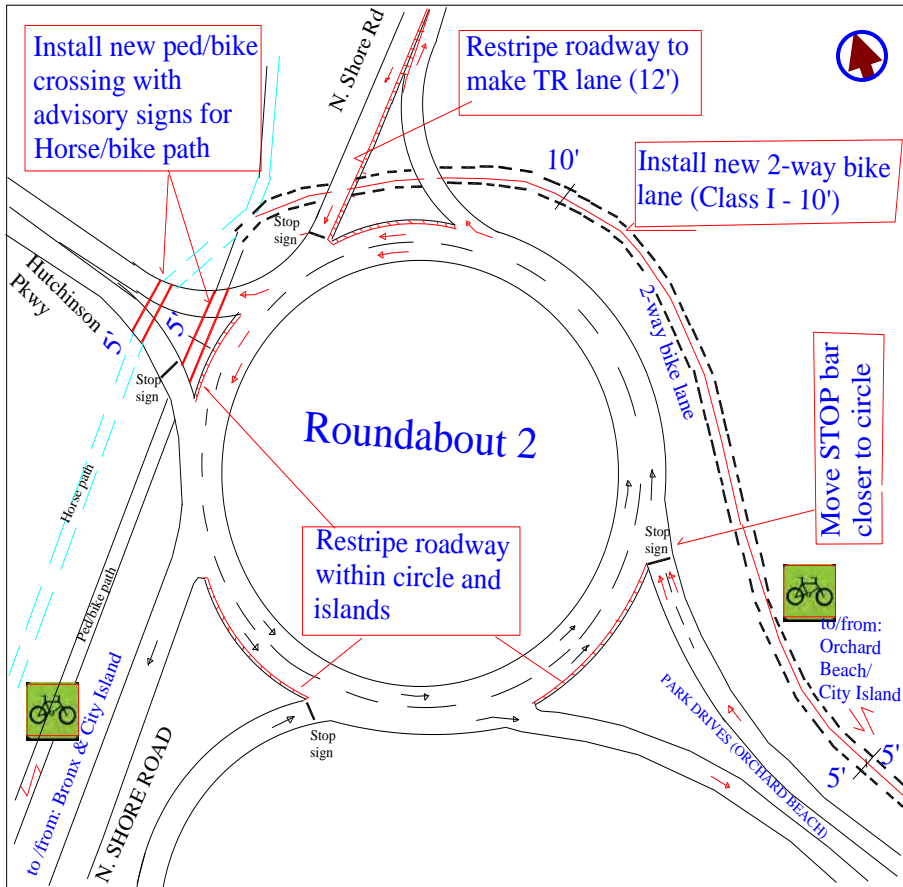 Install new ped/bike
crossing with
advisory signs for
Horse/bike path
N. Shore Rd
Restripe roadway to
make TR lane (12')
10'
Install new 2-way bike
lane (Class I - 10')
Stop
sign
Hutchinson
Pkwy
5'
5'
Stop
sign
2-way bike lane
Roundabout 2
Move STOP bar
closer to circle
Horse path
Ped/bike path
Restripe roadway
within circle and
islands
Stop
sign
to/from:
Orchard
Beach/
City Island
PARK DRIVES (ORCHARD BEACH)
Stop
sign
N. SHORE ROAD
to /from: Bronx & City Island
5'
5'